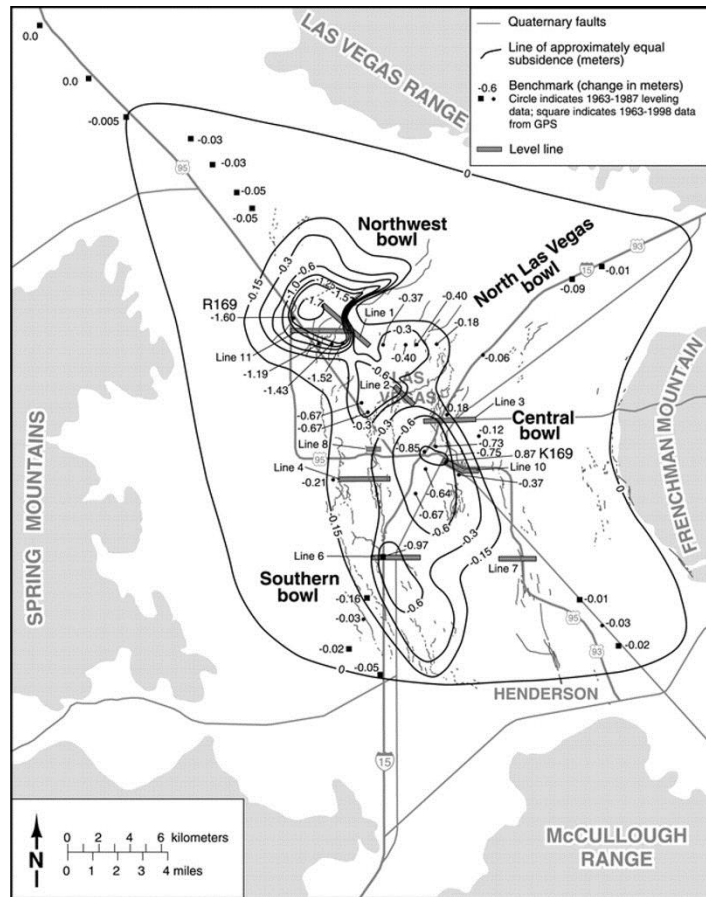 Quaternary faults
Line of approximately equal
subsidence (meters)
-0.6 Benchmark (change in meters)
Circle indicates 1963-1987 leveling
data; square indicates 1963-1998 data
from GPS
Level line
LAS VEGAS RANGE
0.0
0.0
-0.005
-0.03
-0.03
-0.05
-0.05
95
0
Northwest
bowl
North Las Vegas
bowl
93
15
-0.01
-0.09
-0.15
-0.3
-0.6
-1.0
-1.5
-1.7
-0.37
-0.40
-0.18
R169
-1.60
Line 1
-0.3
-0.40
Line 11
-1.19
-1.43
-1.52
-0.06
-0.6
LAS
VEGAS
Line 2
-0.67
-0.67
-0.3
-0.3
-0.6
-0.18
Line 3
Central
bowl
-0.12
-0.73
-0.75
0.87 K169
-0.85
Line 8
95
Line 10
Line 4
-0.21
-0.37
-0.64
-0.67
-0.15
-0.6
-0.3
-0.15
0
Line 6
-0.97
Line 7
Southern
bowl
-0.6
-0.16
-0.03
-0.02
-0.05
0
-0.01
-0.03
-0.02
95
93
HENDERSON
SPRING MOUNTAINS
FRENCHMAN MOUNTAIN
15
McCULLOUGH
RANGE
N
0 2 4 6 kilometers
0 1 2 3 4 miles